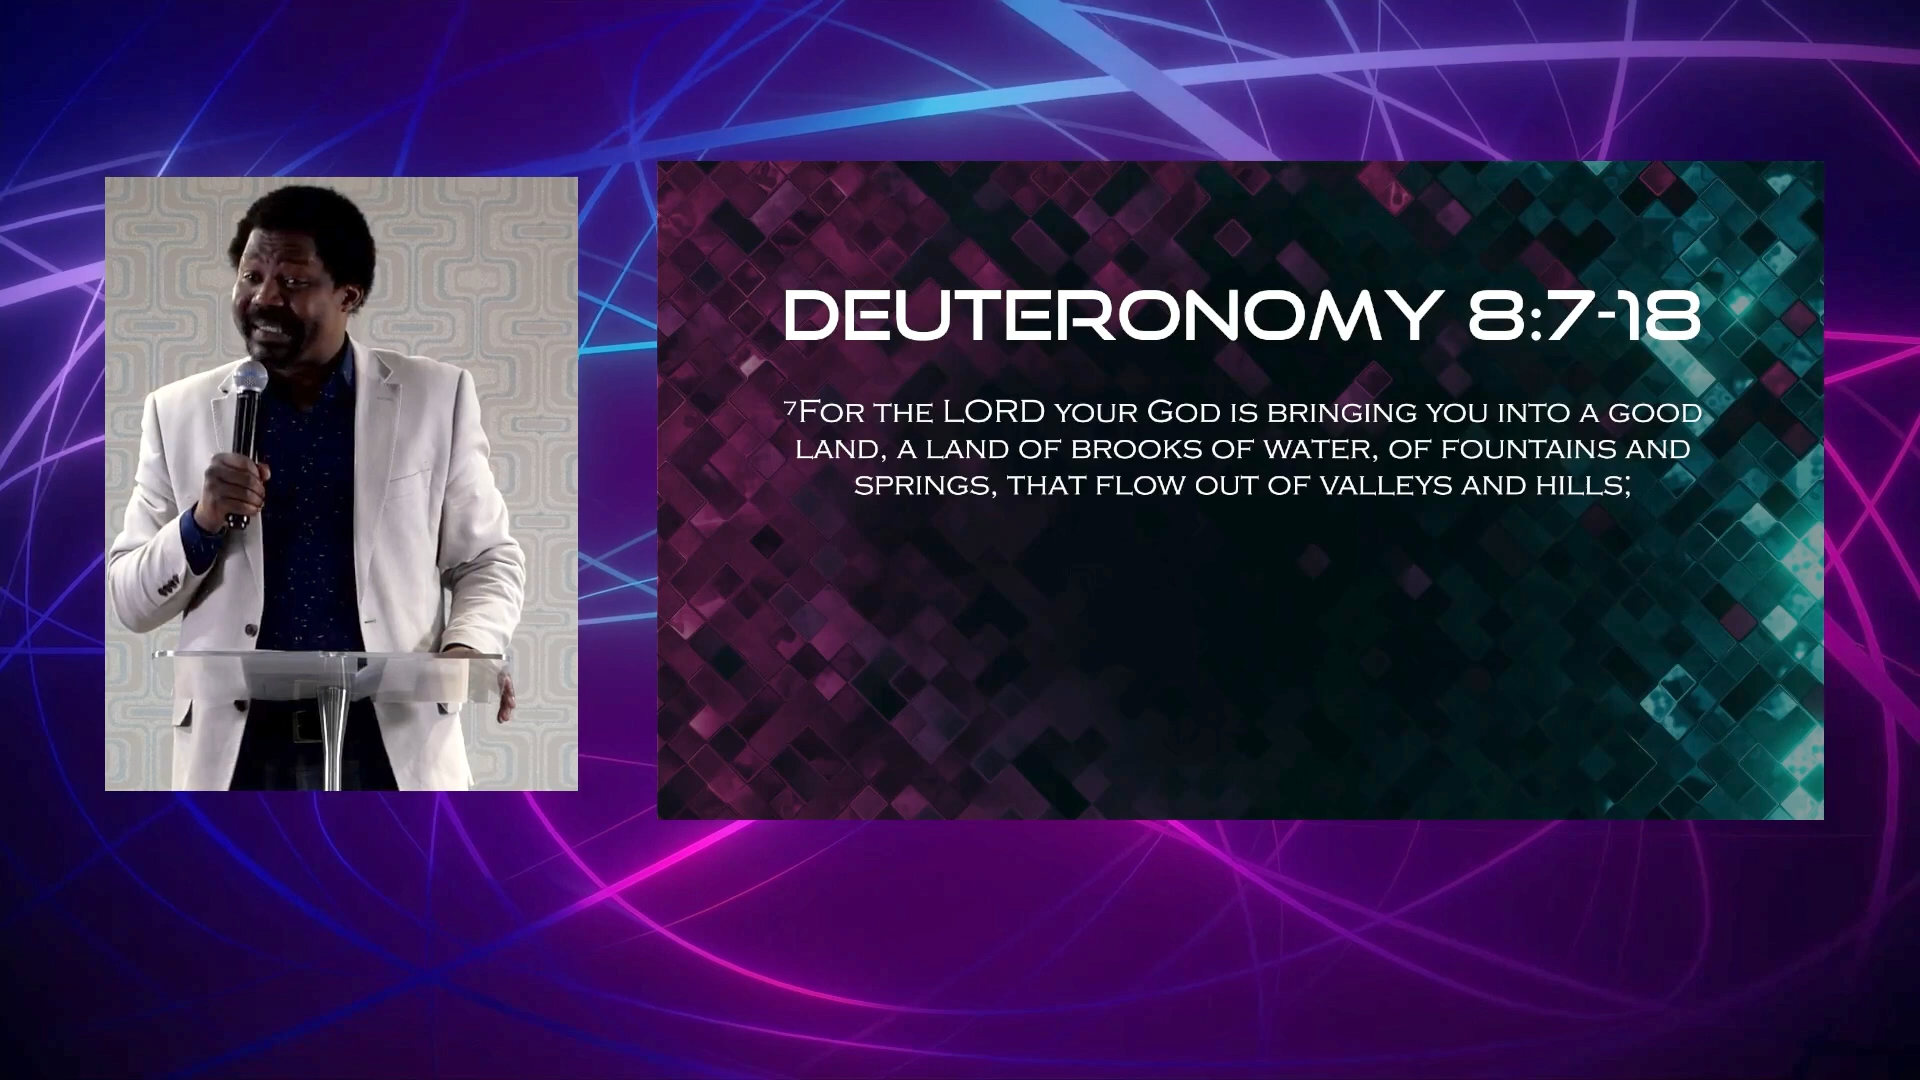 DEUTERONOMY 8:7-18
⁷FOR THE LORD YOUR GOD IS BRINGING YOU INTO A GOOD
LAND, A LAND OF BROOKS OF WATER, OF FOUNTAINS AND
SPRINGS, THAT FLOW OUT OF VALLEYS AND HILLS;